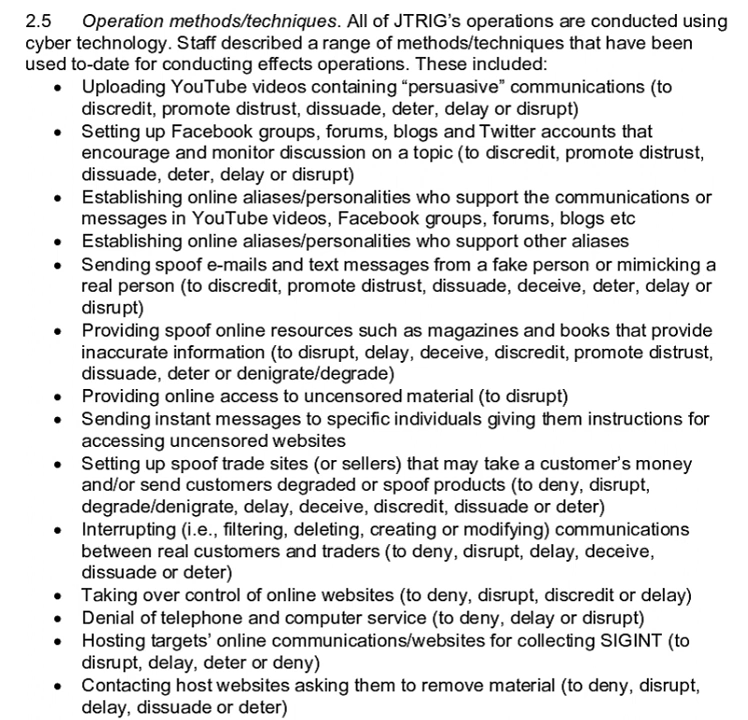 2.5 Operation methods/techniques. All of JTRIG's operations are conducted using
cyber technology. Staff described a range of methods/techniques that have been
used to-date for conducting effects operations. These included:
• Uploading YouTube videos containing "persuasive" communications (to
discredit, promote distrust, dissuade, deter, delay or disrupt)
• Setting up Facebook groups, forums, blogs and Twitter accounts that
encourage and monitor discussion on a topic (to discredit, promote distrust,
dissuade, deter, delay or disrupt)
• Establishing online aliases/personalities who support the communications or
messages in YouTube videos, Facebook groups, forums, blogs etc
• Establishing online aliases/personalities who support other aliases
• Sending spoof e-mails and text messages from a fake person or mimicking a
real person (to discredit, promote distrust, dissuade, deceive, deter, delay or
disrupt)
• Providing spoof online resources such as magazines and books that provide
inaccurate information (to disrupt, delay, deceive, discredit, promote distrust,
dissuade, deter or denigrate/degrade)
• Providing online access to uncensored material (to disrupt)
• Sending instant messages to specific individuals giving them instructions for
accessing uncensored websites
• Setting up spoof trade sites (or sellers) that may take a customer's money
and/or send customers degraded or spoof products (to deny, disrupt,
degrade/denigrate, delay, deceive, discredit, dissuade or deter)
• Interrupting (i.e., filtering, deleting, creating or modifying) communications
between real customers and traders (to deny, disrupt, delay, deceive,
dissuade or deter)
• Taking over control of online websites (to deny, disrupt, discredit or delay)
• Denial of telephone and computer service (to deny, delay or disrupt)
• Hosting targets' online communications/websites for collecting SIGINT (to
disrupt, delay, deter or deny)
• Contacting host websites asking them to remove material (to deny, disrupt,
delay, dissuade or deter)